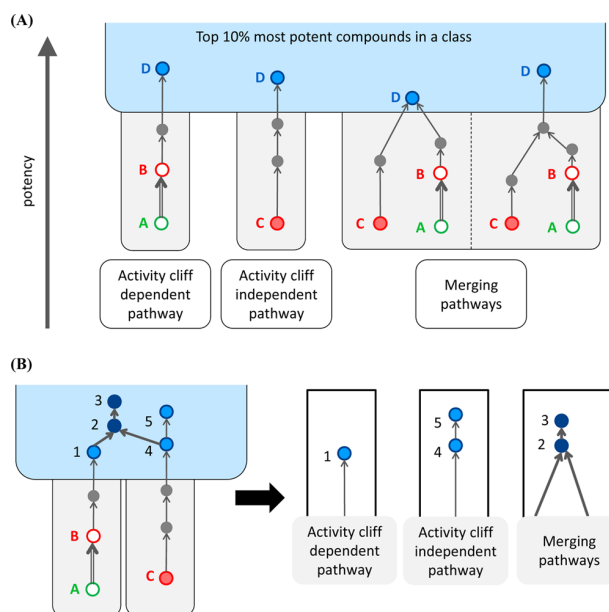 (A)
Top 10% most potent compounds in a class
potency
D
B
A
D
C
D
B
C
A
D
B
C
A
Activity cliff
dependent
pathway
Activity cliff
independent
pathway
Merging
pathways
(B)
3
2
1
5
4
B
A
C
1
5
4
3
2
Activity cliff
dependent
pathway
Activity cliff
independent
pathway
Merging
pathways